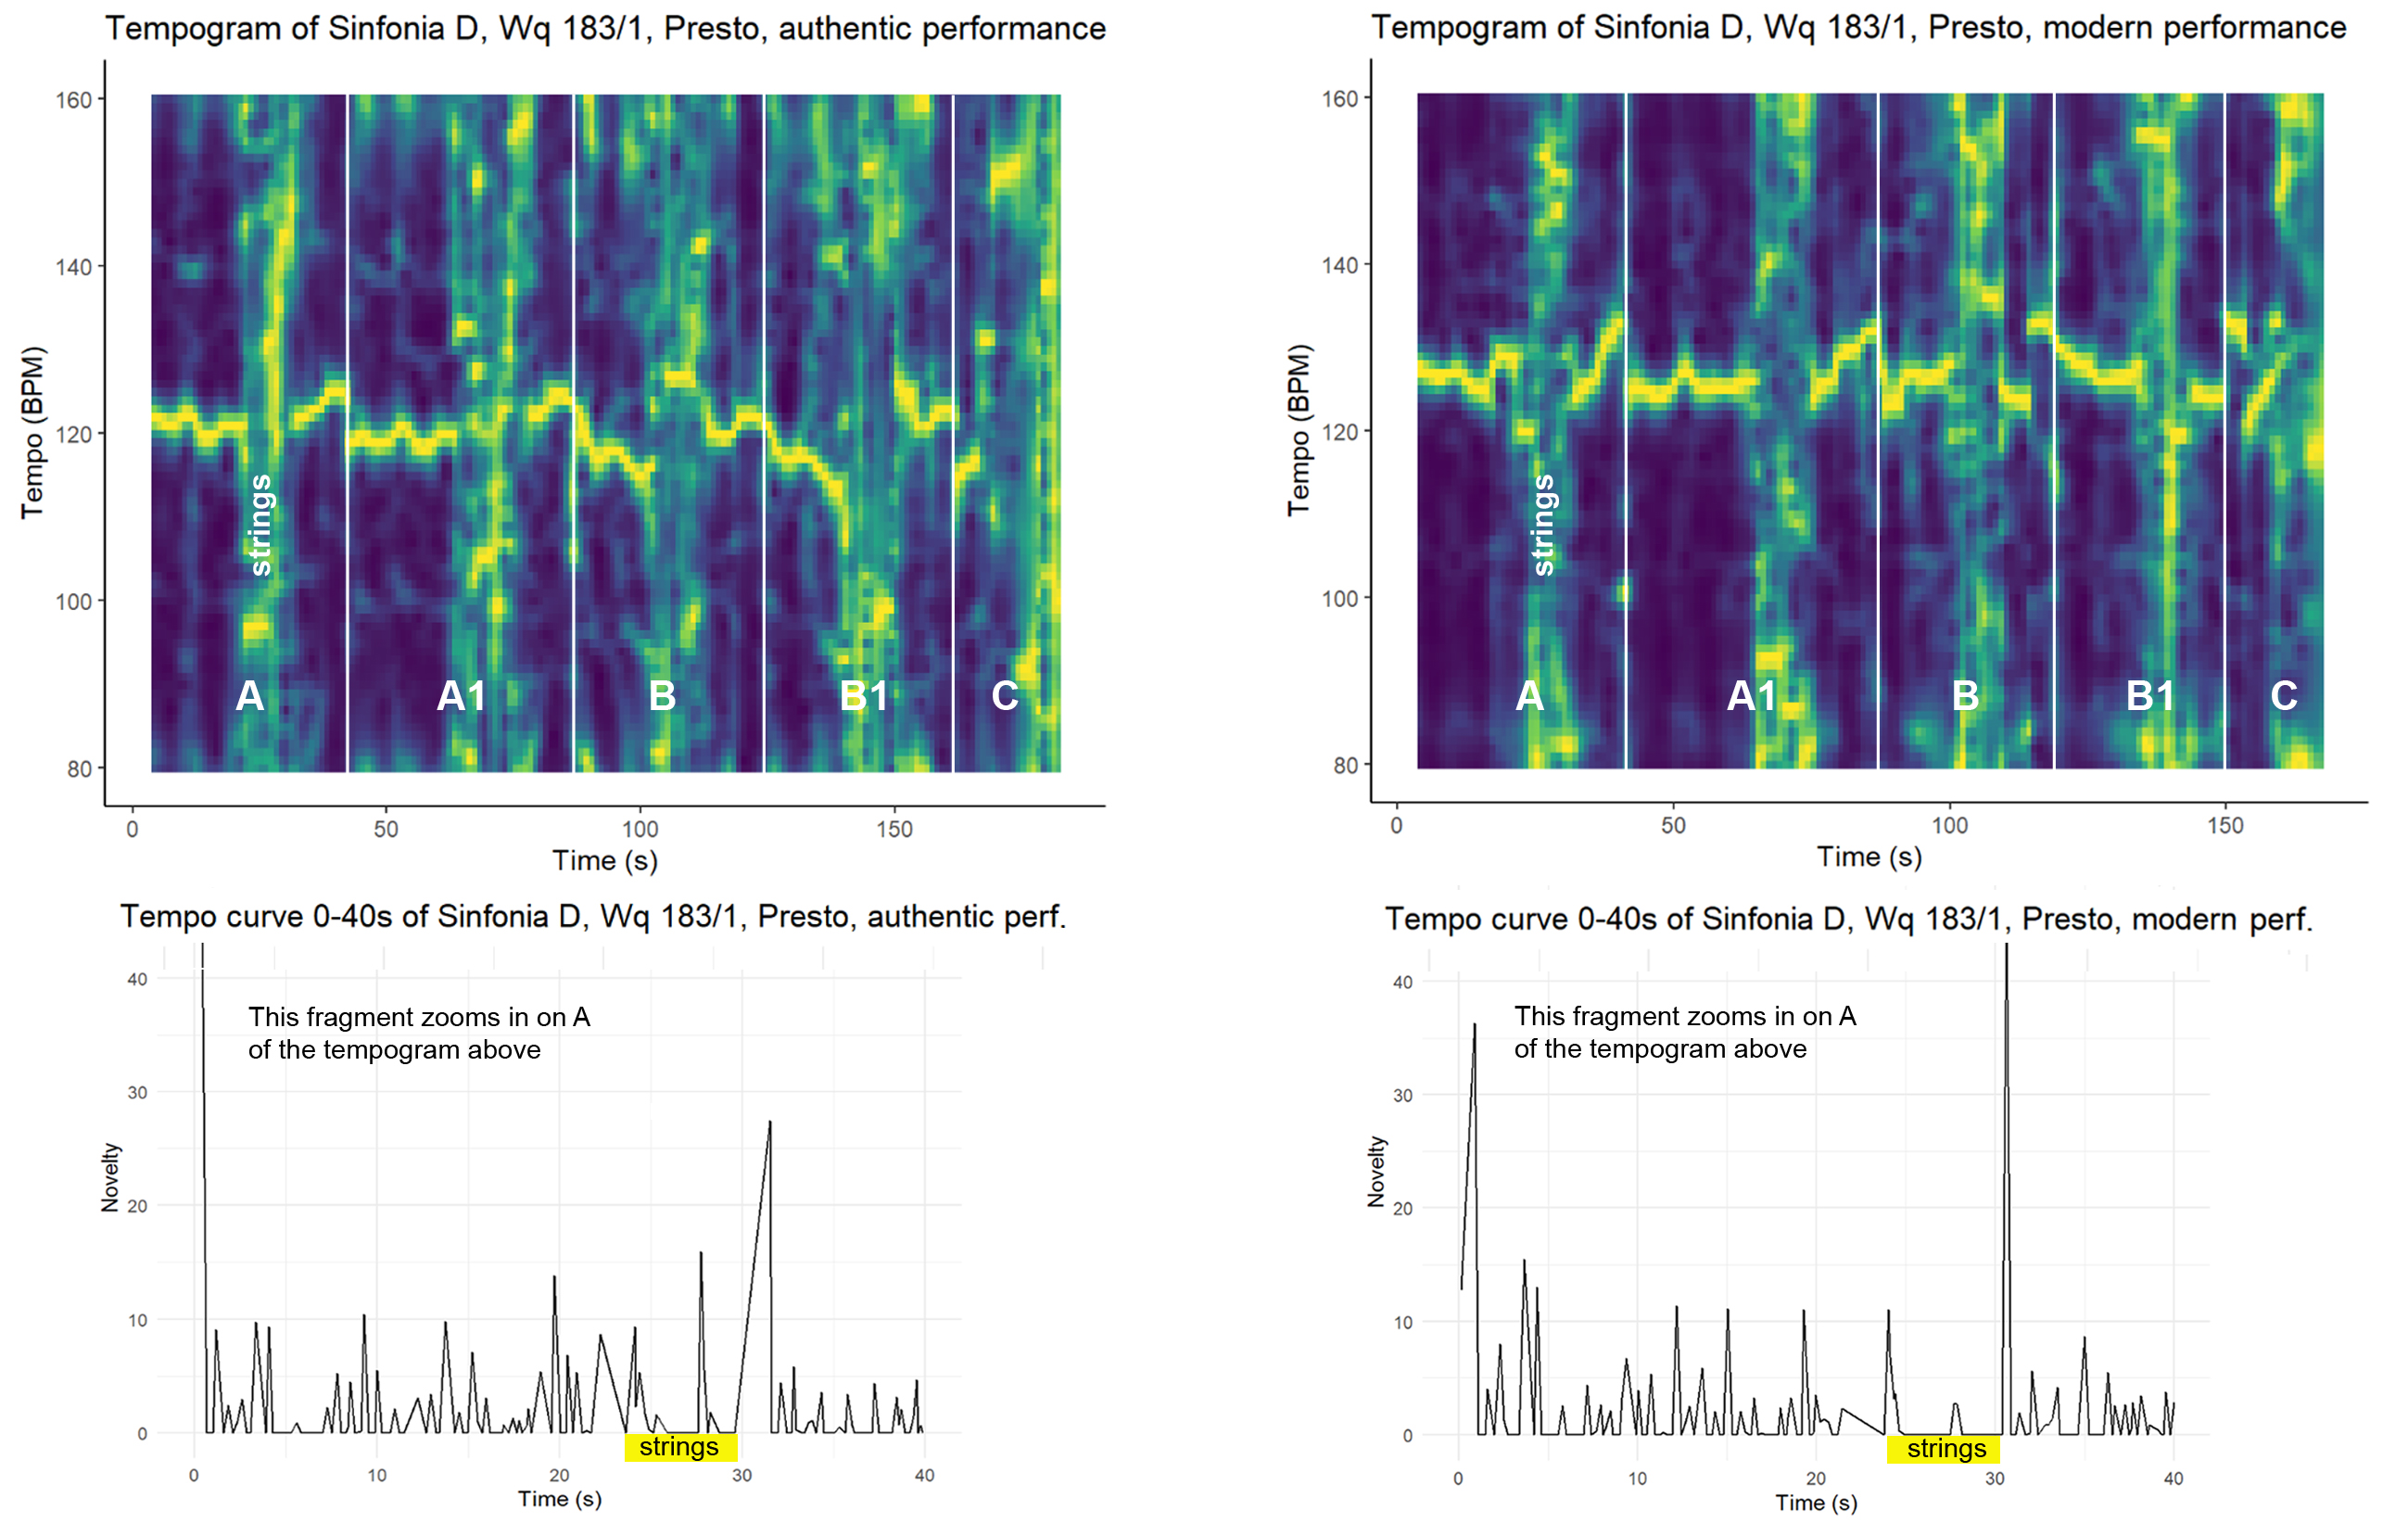 Tempogram of Sinfonia D, Wq 183/1, Presto, authentic performance
Tempo (BPM)
160
140
120
100
80
strings
A A1 B B1 C
0 50 100 150
Time (s)
Tempogram of Sinfonia D, Wq 183/1, Presto, modern performance
Tempo (BPM)
160
140
120
100
80
strings
A A1 B B1 C
0 50 100 150
Time (s)
Tempo curve 0-40s of Sinfonia D, Wq 183/1, Presto, authentic perf.
This fragment zooms in on A
of the tempogram above
Novelty
40
30
20
10
0
strings
0 10 20 30 40
Time (s)
Tempo curve 0-40s of Sinfonia D, Wq 183/1, Presto, modern perf.
This fragment zooms in on A
of the tempogram above
Novelty
40
30
20
10
0
strings
0 10 20 30 40
Time (s)